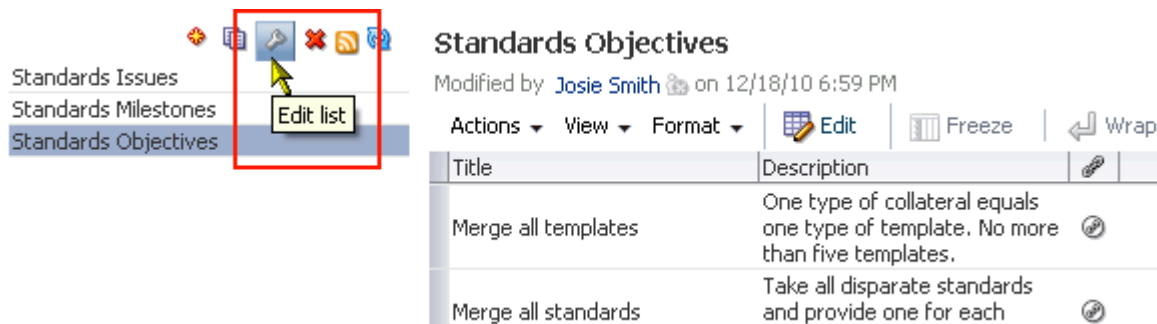 Standards Issues
Standards Milestones
Standards Objectives
Edit list
Standards Objectives
Modified by Josie Smith on 12/18/10 6:59 PM
Actions View Format Edit Freeze Wrap
Title Description
Merge all templates
One type of collateral equals
one type of template. No more
than five templates.
Merge all standards
Take all disparate standards
and provide one for each